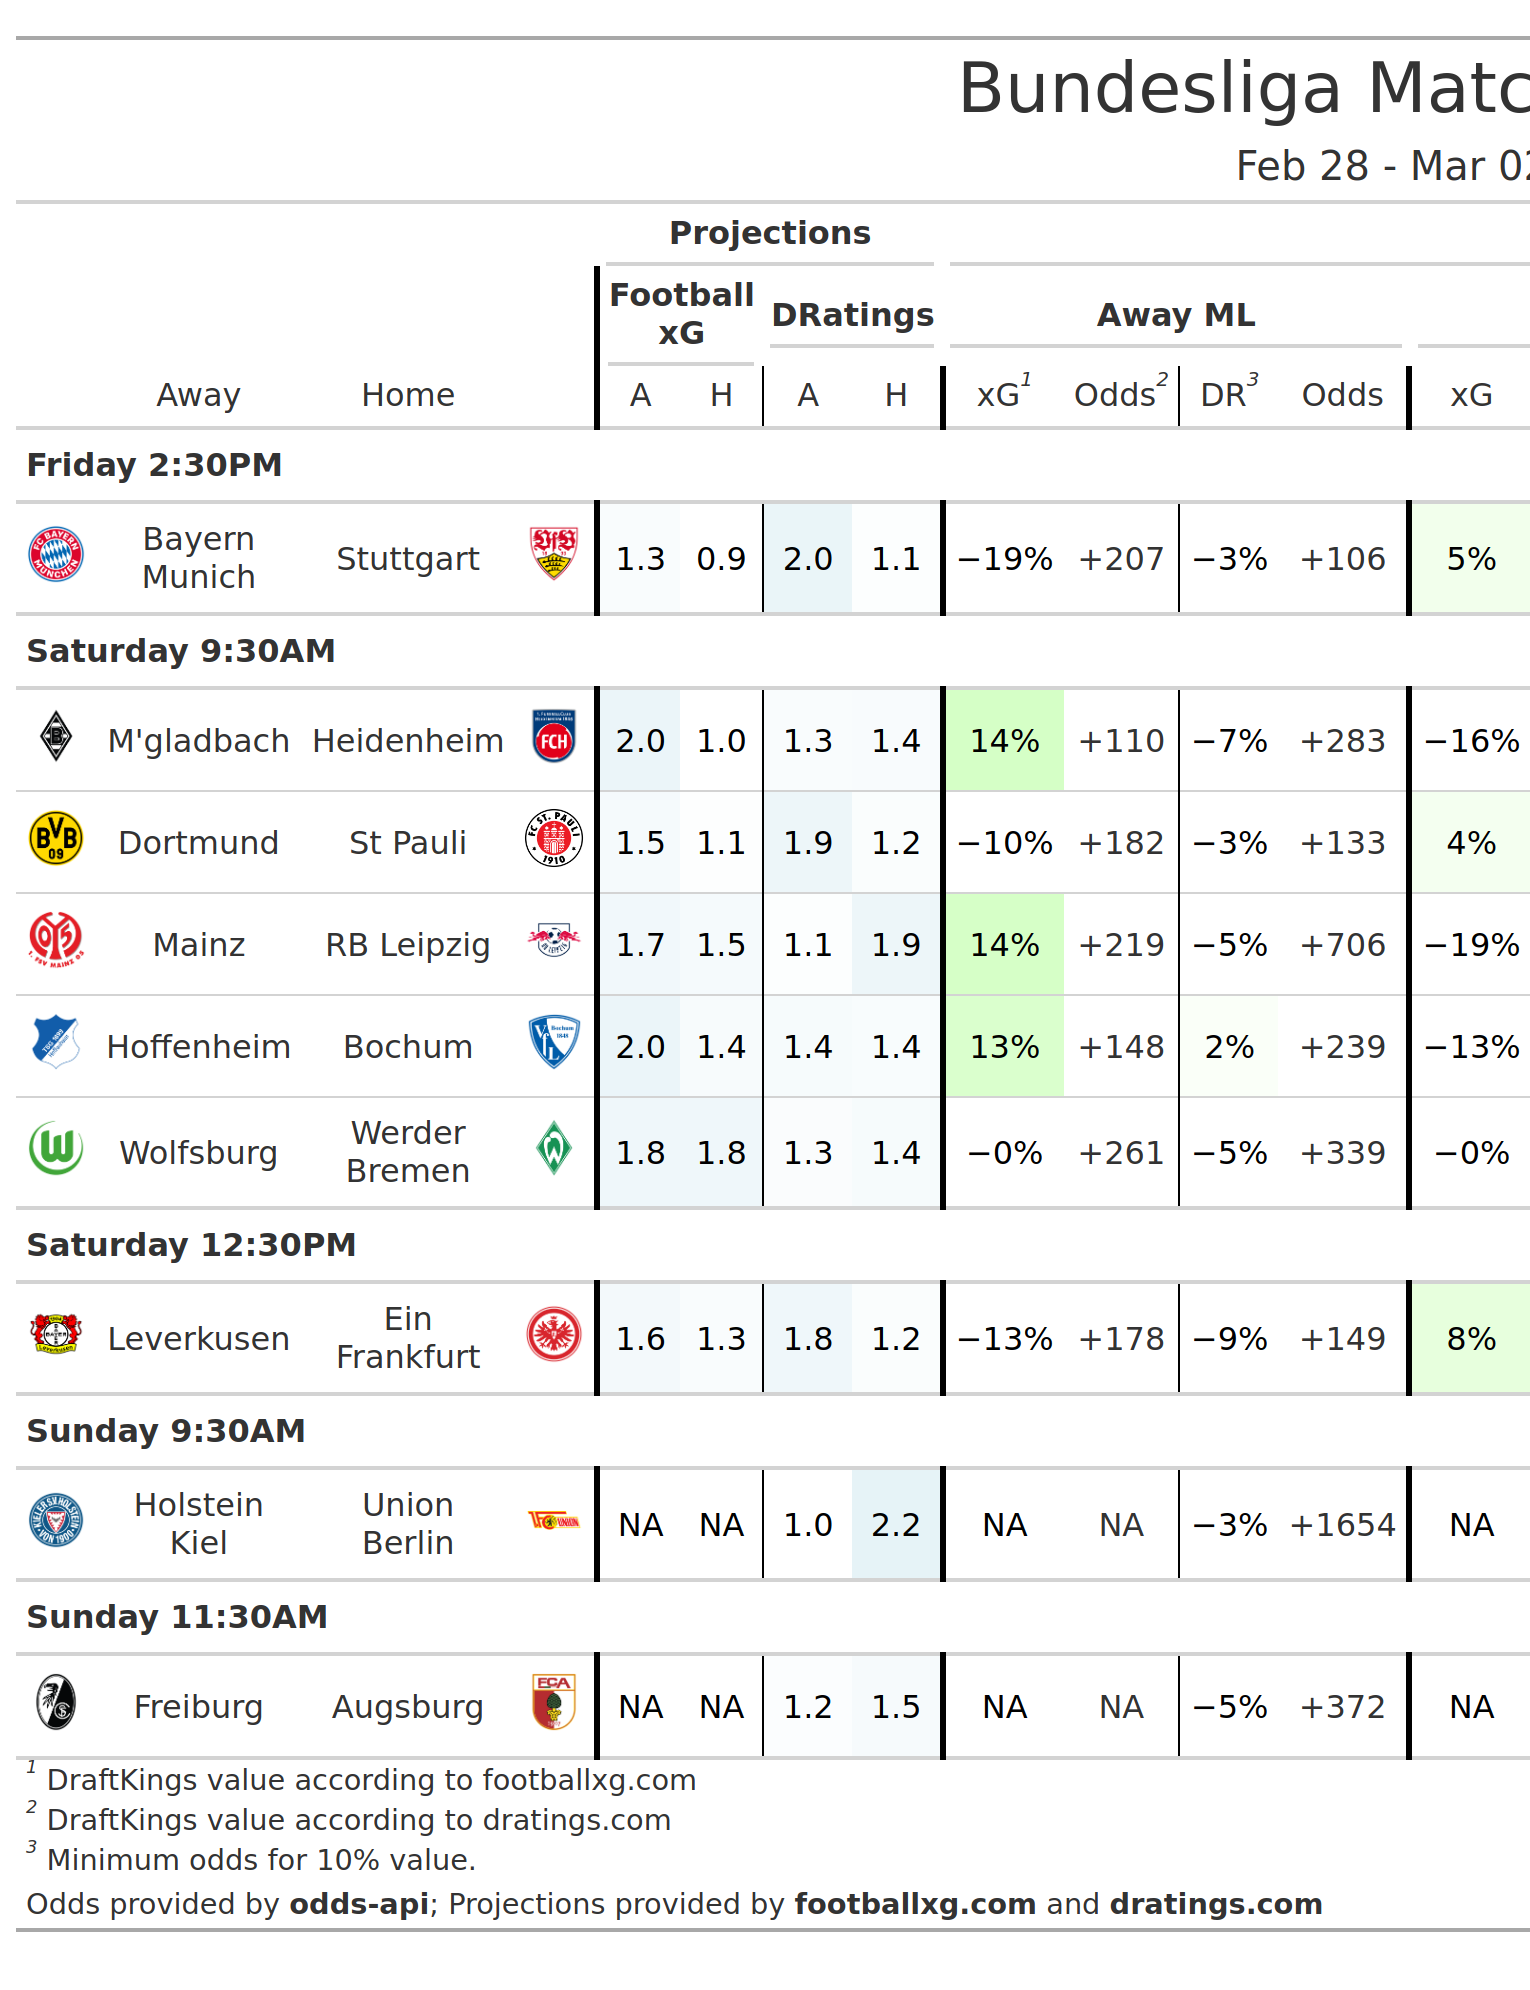 Bundesliga Matc
Feb 28 - Mar 02
Projections
Football xG DRatings Away ML
Away Home A H A H xG1 Odds2 DR3 Odds xG
Friday 2:30PM
Bayern Munich Stuttgart 1.3 0.9 2.0 1.1 −19% +207 −3% +106 5%
Saturday 9:30AM
M'gladbach Heidenheim 2.0 1.0 1.3 1.4 14% +110 −7% +283 −16%
Dortmund St Pauli 1.5 1.1 1.9 1.2 −10% +182 −3% +133 4%
Mainz RB Leipzig 1.7 1.5 1.1 1.9 14% +219 −5% +706 −19%
Hoffenheim Bochum 2.0 1.4 1.4 1.4 13% +148 2% +239 −13%
Wolfsburg Werder Bremen 1.8 1.8 1.3 1.4 −0% +261 −5% +339 −0%
Saturday 12:30PM
Leverkusen Ein Frankfurt 1.6 1.3 1.8 1.2 −13% +178 −9% +149 8%
Sunday 9:30AM
Holstein Kiel Union Berlin NA NA 1.0 2.2 NA NA −3% +1654 NA
Sunday 11:30AM
Freiburg Augsburg NA NA 1.2 1.5 NA NA −5% +372 NA
1 DraftKings value according to footballxg.com
2 DraftKings value according to dratings.com
3 Minimum odds for 10% value.
Odds provided by odds-api; Projections provided by footballxg.com and dratings.com